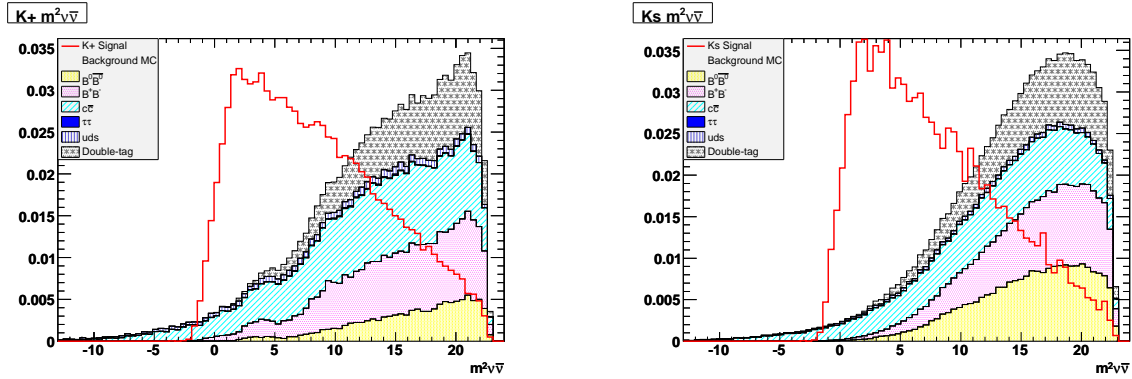 K+ m²νν̄
0.035
0.03
0.025
0.02
0.015
0.01
0.005
0
-10
-5
0
5
10
15
20
m²νν̄
K+ Signal
Background MC
B⁰B̄⁰
B⁺B⁻
cc̄
ττ
uds
Double-tag
Ks m²νν̄
0.035
0.03
0.025
0.02
0.015
0.01
0.005
0
-10
-5
0
5
10
15
20
m²νν̄
Ks Signal
Background MC
B⁰B̄⁰
B⁺B⁻
cc̄
ττ
uds
Double-tag